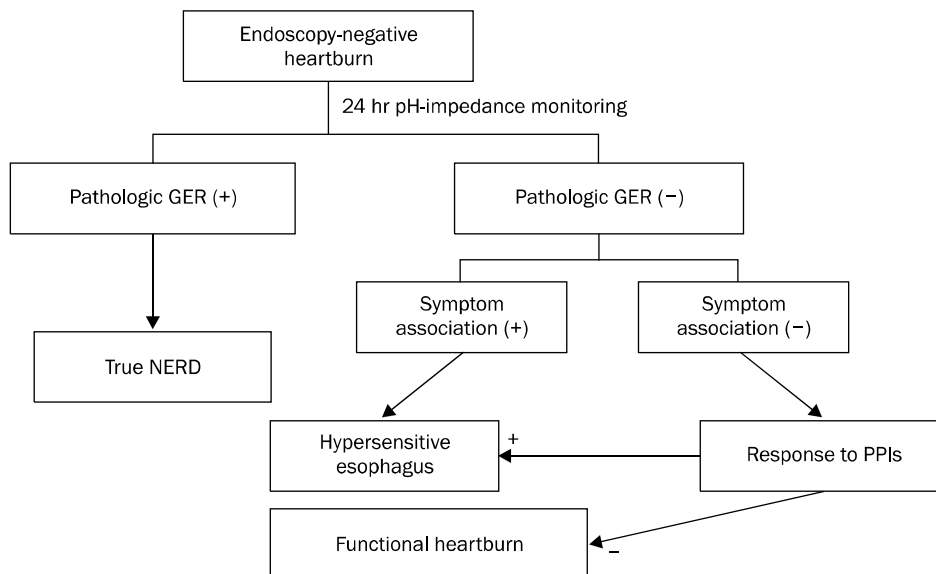 Endoscopy-negative
heartburn
24 hr pH-impedance monitoring
Pathologic GER (+)
Pathologic GER (−)
Symptom
association (+)
Symptom
association (−)
True NERD
Hypersensitive
esophagus
+
Response to PPIs
Functional heartburn
−